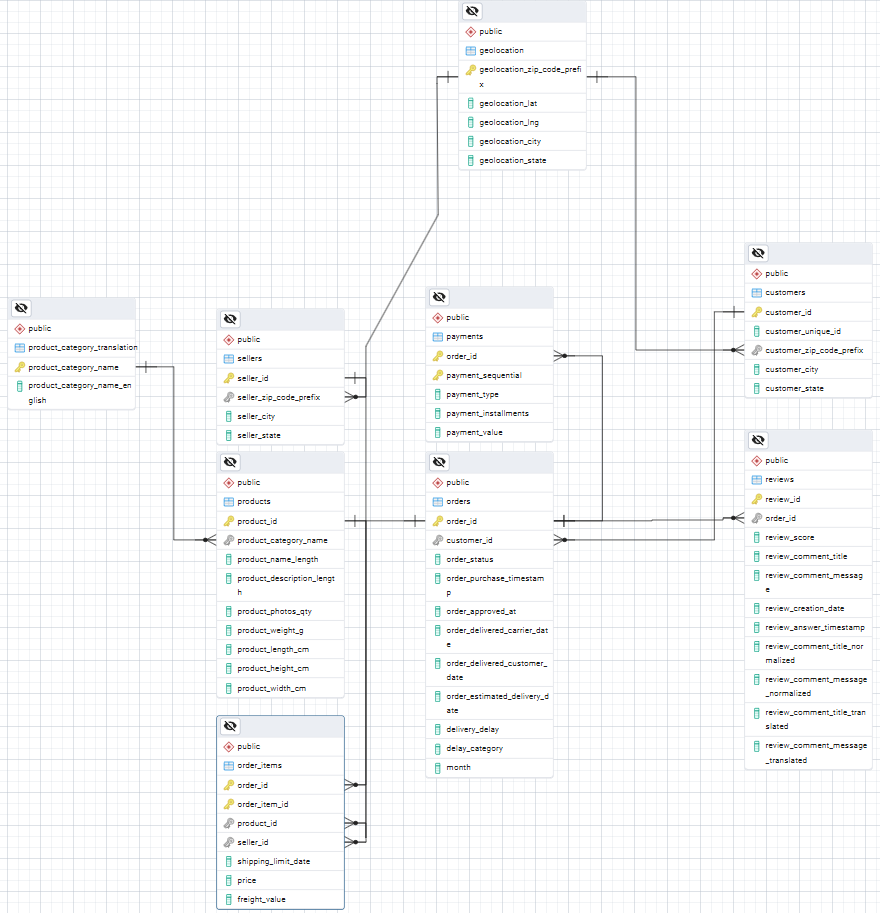 public
geolocation
geolocation_zip_code_prefi
x
geolocation_lat
geolocation_lng
geolocation_city
geolocation_state
public
product_category_translation
product_category_name
product_category_name_en
glish
public
sellers
seller_id
seller_zip_code_prefix
seller_city
seller_state
public
products
product_id
product_category_name
product_name_length
product_description_lengt
h
product_photos_qty
product_weight_g
product_length_cm
product_height_cm
product_width_cm
public
order_items
order_id
order_item_id
product_id
seller_id
shipping_limit_date
price
freight_value
public
payments
order_id
payment_sequential
payment_type
payment_installments
payment_value
public
orders
order_id
customer_id
order_status
order_purchase_timestam
p
order_approved_at
order_delivered_carrier_dat
e
order_delivered_customer_
date
order_estimated_delivery_d
ate
delivery_delay
delay_category
month
public
customers
customer_id
customer_unique_id
customer_zip_code_prefix
customer_city
customer_state
public
reviews
review_id
order_id
review_score
review_comment_title
review_comment_messag
e
review_creation_date
review_answer_timestamp
review_comment_title_nor
malized
review_comment_message
_normalized
review_comment_title_tran
slated
review_comment_message
_translated